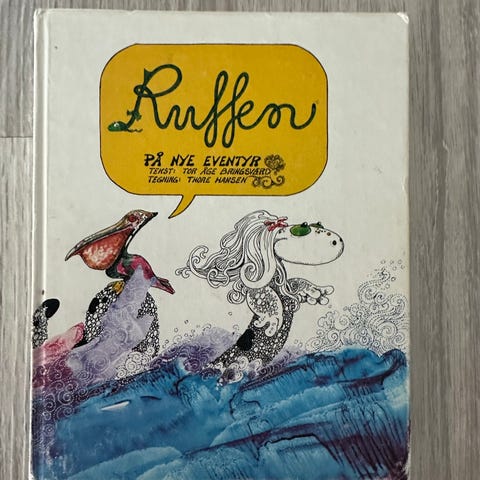 Ruffen
PÅ NYE EVENTYR
TEKST: TOR ÅGE BRINGSVÆRD
TEGNING: THORE HANSEN